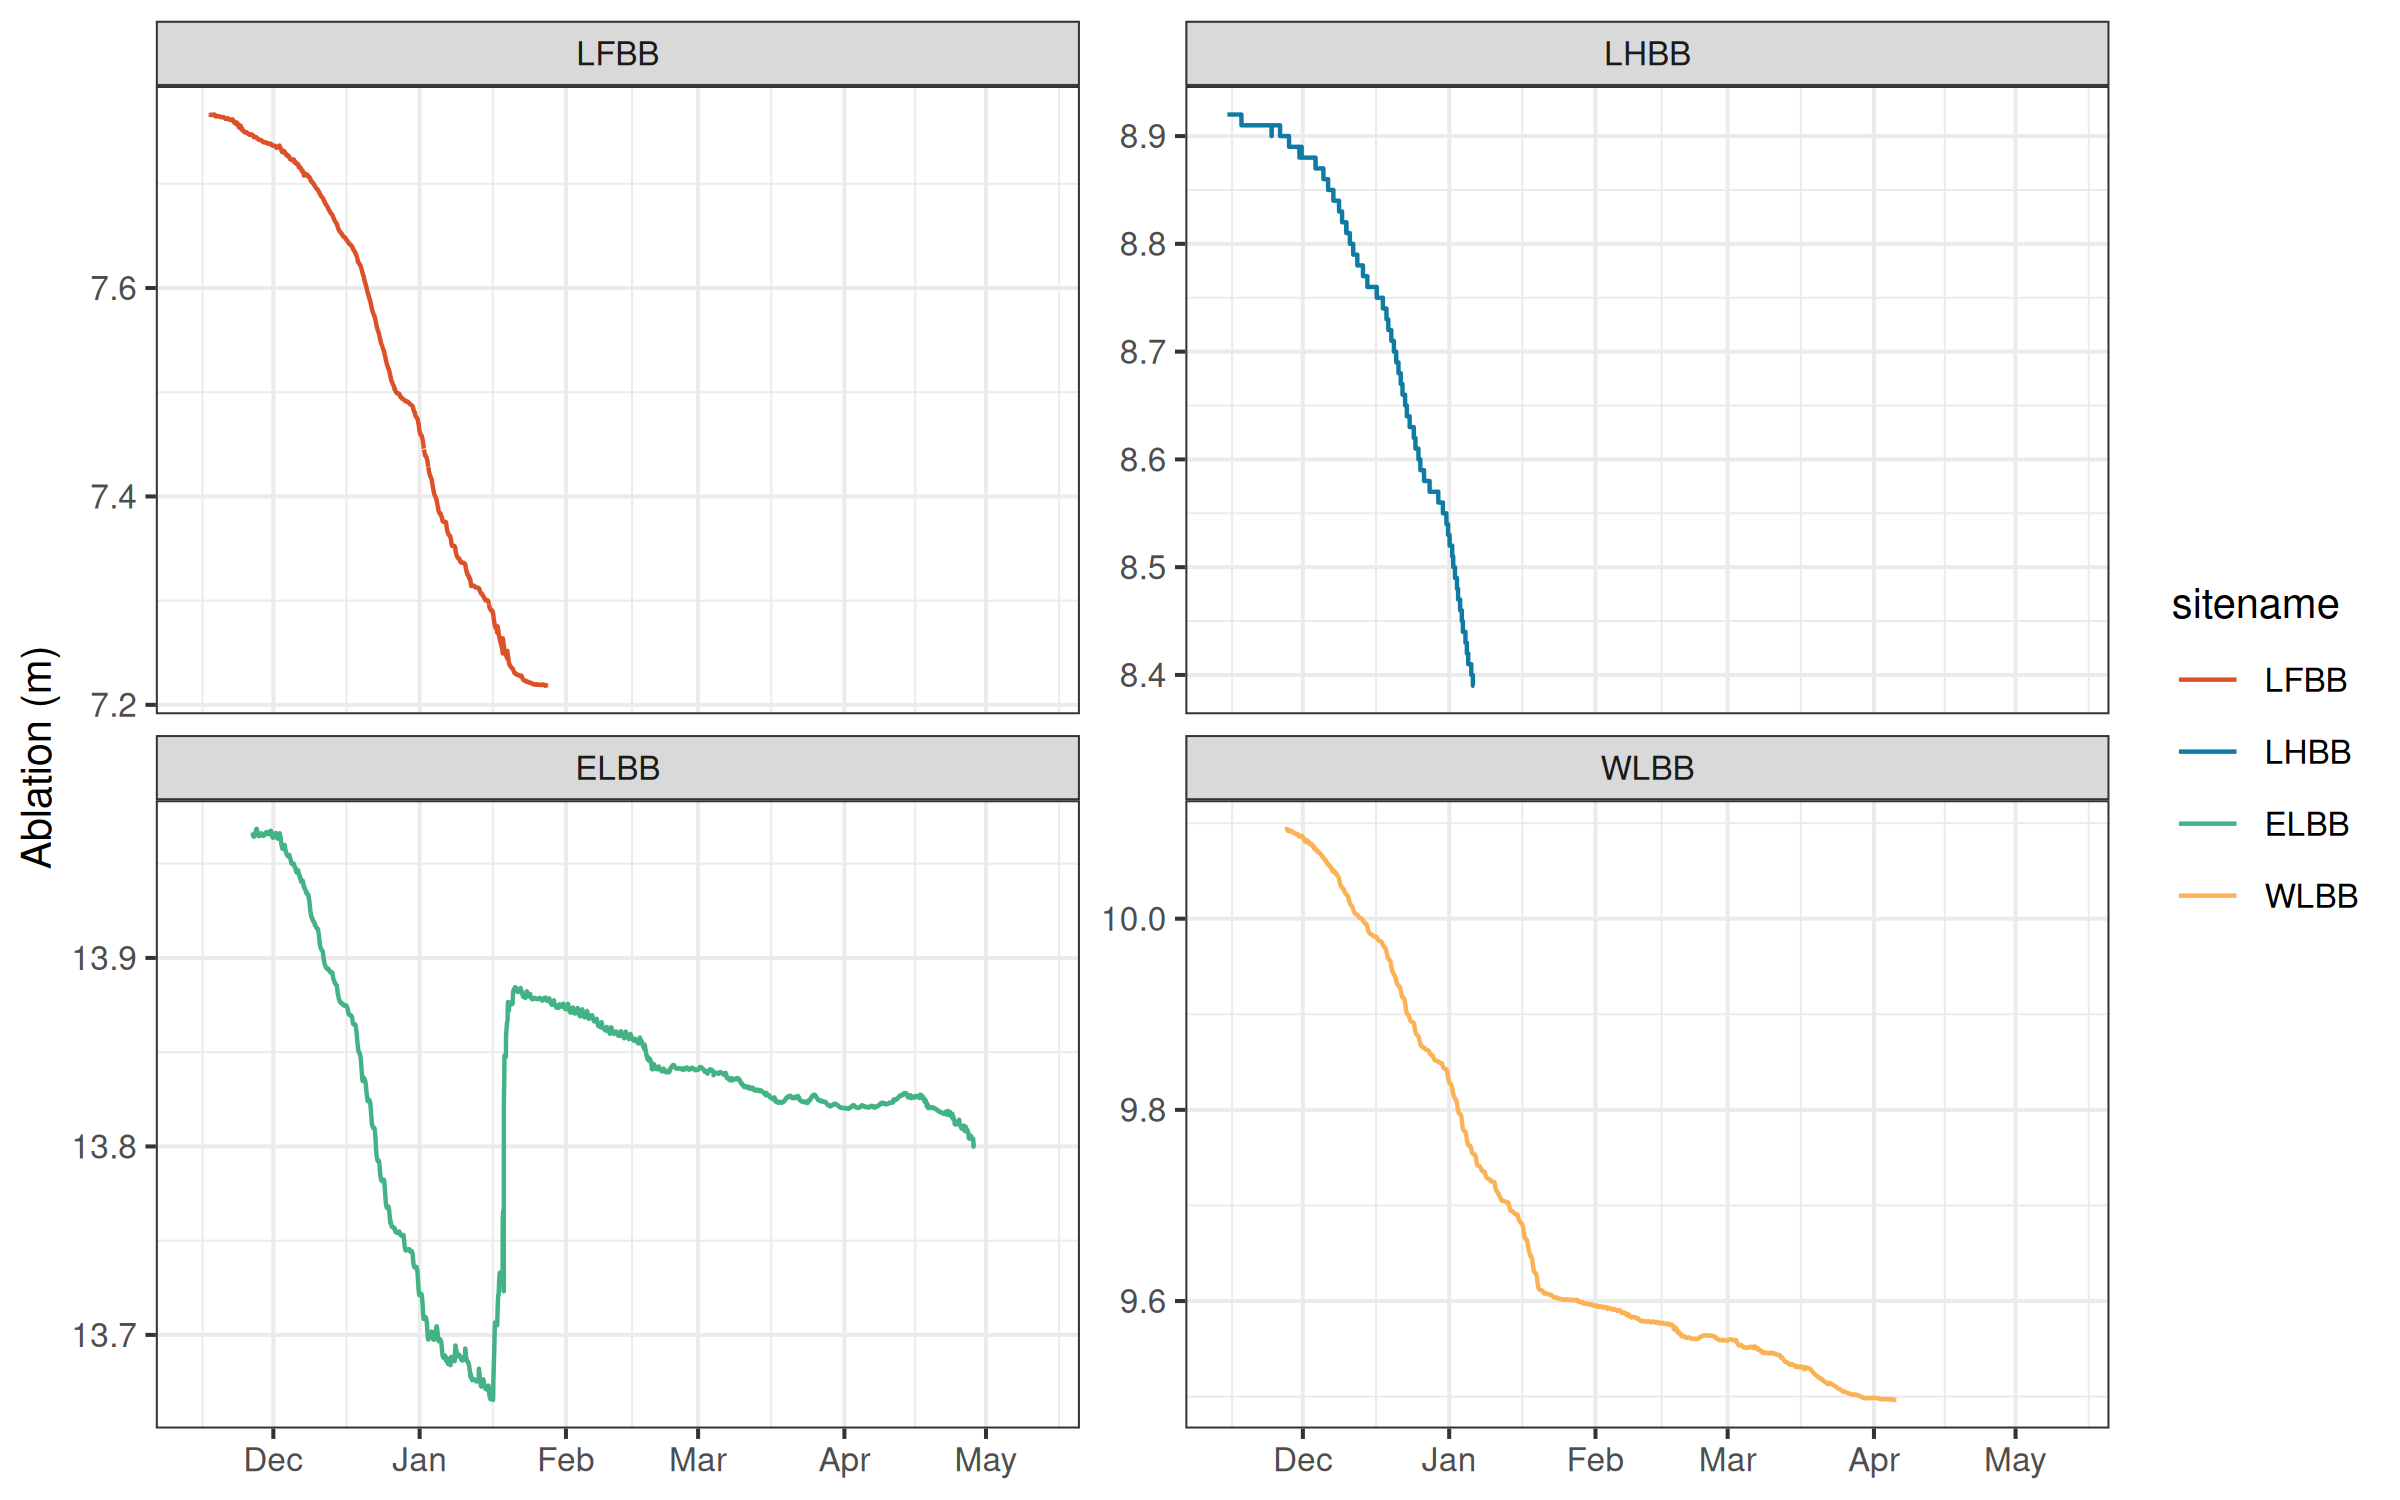 LFBB
LHBB
7.6
7.4
7.2
8.9
8.8
8.7
8.6
8.5
8.4
Ablation (m)
ELBB
WLBB
13.9
13.8
13.7
10.0
9.8
9.6
Dec Jan Feb Mar Apr May
Dec Jan Feb Mar Apr May
sitename
LFBB
LHBB
ELBB
WLBB